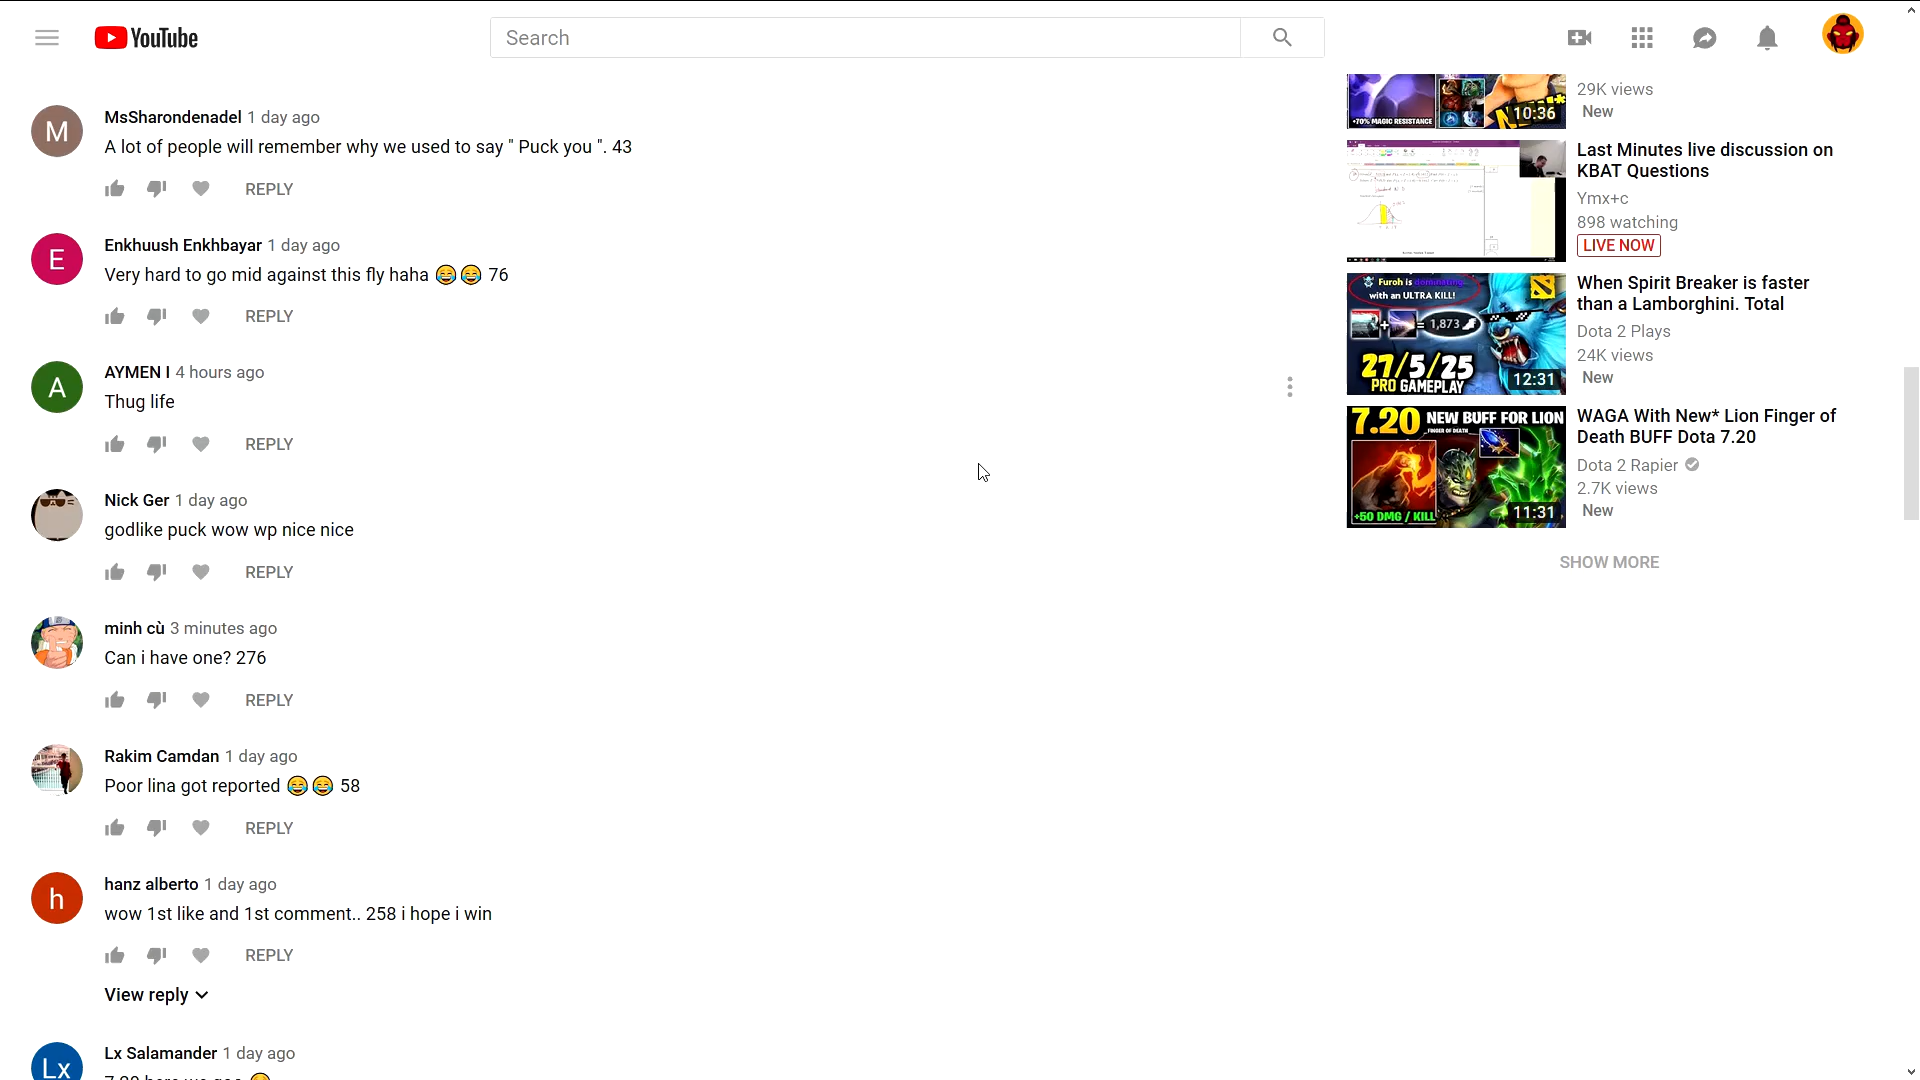 YouTube
Search
M
MsSharondenadel 1 day ago
A lot of people will remember why we used to say " Puck you ". 43
REPLY
E
Enkhuush Enkhbayar 1 day ago
Very hard to go mid against this fly haha 😂😂 76
REPLY
A
AYMEN I 4 hours ago
Thug life
REPLY
Nick Ger 1 day ago
godlike puck wow wp nice nice
REPLY
minh cù 3 minutes ago
Can i have one? 276
REPLY
Rakim Camdan 1 day ago
Poor lina got reported 😂😂 58
REPLY
h
hanz alberto 1 day ago
wow 1st like and 1st comment.. 258 i hope i win
REPLY
View reply
Lx
Lx Salamander 1 day ago
+70% MAGIC RESISTANCE
10:36
29K views
New
Last Minutes live discussion on
KBAT Questions
Ymx+c
898 watching
LIVE NOW
Furoh is dominating
with an ULTRA KILL!
+ = 1,873
27/5/25
PRO GAMEPLAY
12:31
When Spirit Breaker is faster
than a Lamborghini. Total
Dota 2 Plays
24K views
New
7.20 NEW BUFF FOR LION
FINGER OF DEATH
+50 DMG / KILL
11:31
WAGA With New* Lion Finger of
Death BUFF Dota 7.20
Dota 2 Rapier
2.7K views
New
SHOW MORE